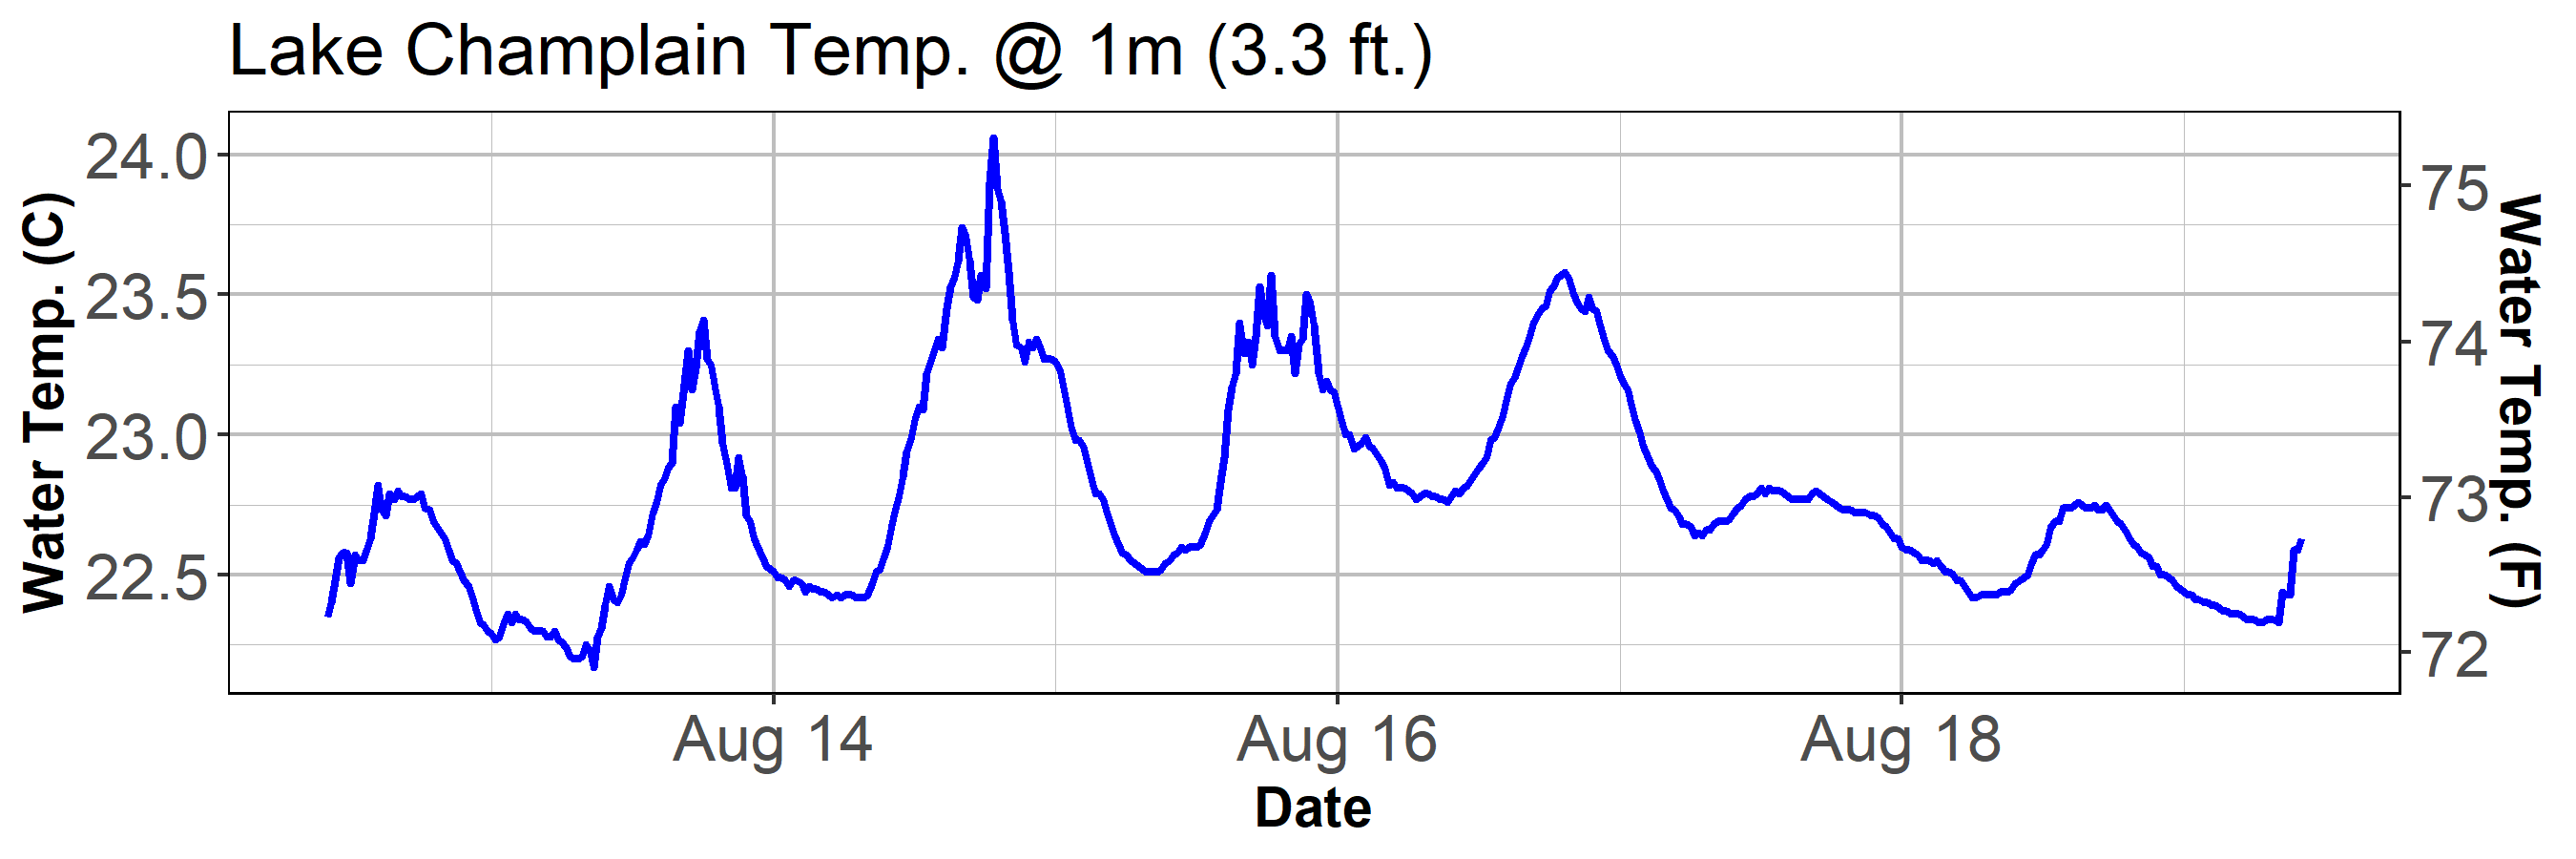 Lake Champlain Temp. @ 1m (3.3 ft.)
Water Temp. (C)
24.0
23.5
23.0
22.5
75
74
73
72
Water Temp. (F)
Aug 14 Aug 16 Aug 18
Date